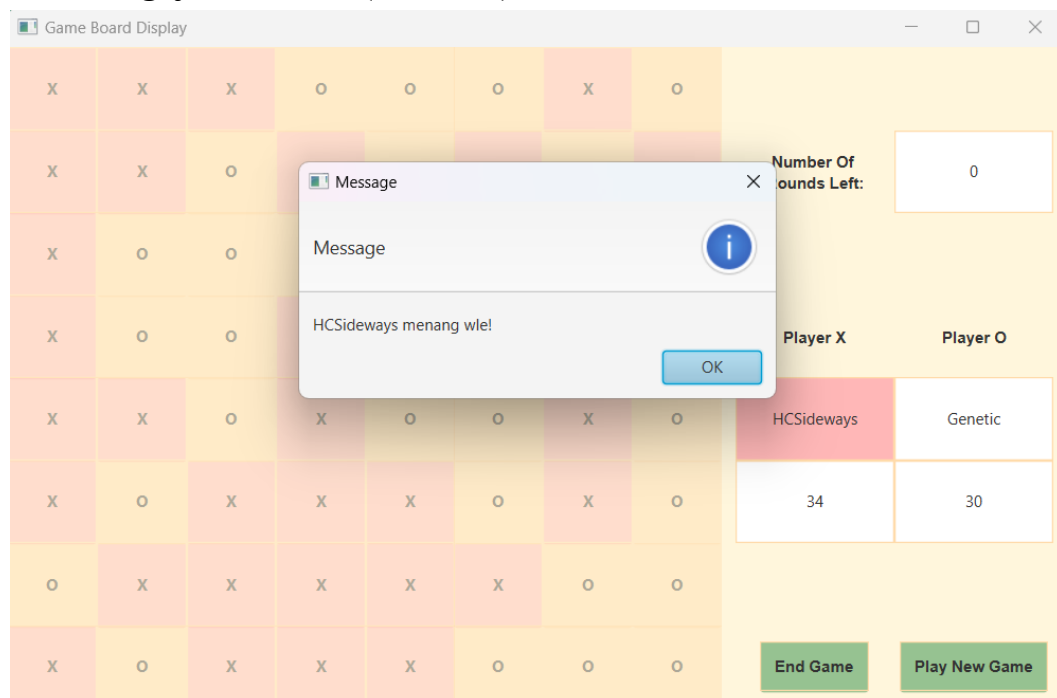 Game Board Display
X X X O O O X O
X X O
Number Of
ounds Left:
0
Message
Message
HCSideways menang wle!
OK
X O O
X O O
Player X Player O
X X O X O O X O
HCSideways Genetic
X O X X X O X O
34 30
O X X X X X O O
X O X X X O O O
End Game Play New Game